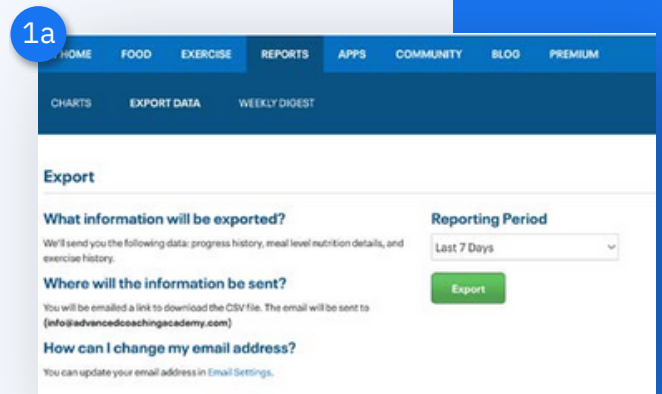 1a
HOME FOOD EXERCISE REPORTS APPS COMMUNITY BLOG PREMIUM
CHARTS EXPORT DATA WEEKLY DIGEST
Export
What information will be exported?
We'll send you the following data: progress history, meal level nutrition details, and
exercise history.
Where will the information be sent?
You will be emailed a link to download the CSV file. The email will be sent to
(info@advancedcoachingacademy.com)
How can I change my email address?
You can update your email address in Email Settings.
Reporting Period
Last 7 Days
Export